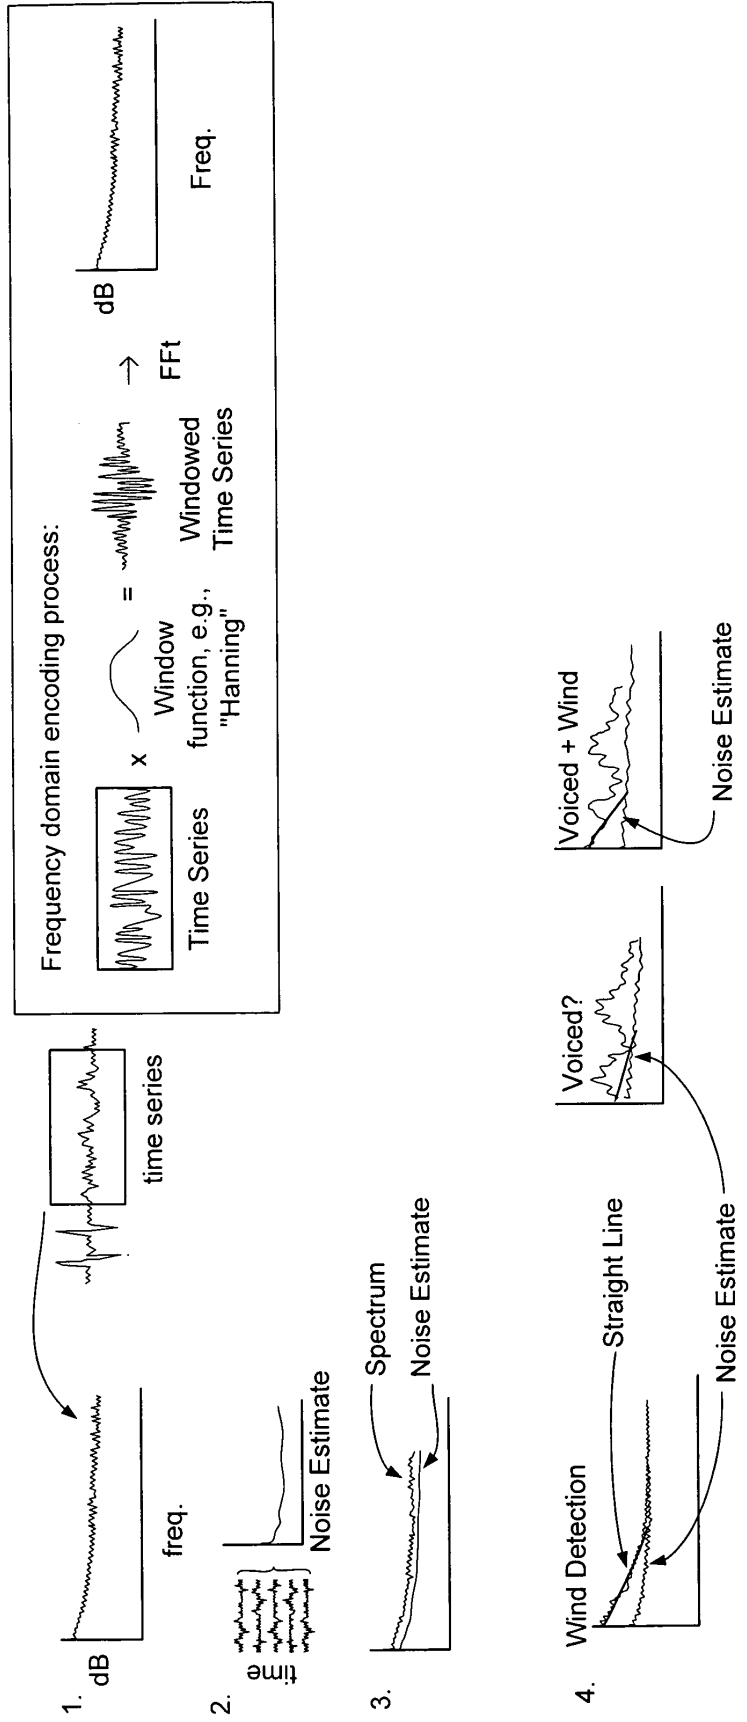 1.
dB
freq.
time series
Frequency domain encoding process:
Time Series
x
Window
function, e.g.,
"Hanning"
=
Windowed
Time Series
→
FFt
dB
Freq.
2.
time
Noise Estimate
3.
Spectrum
Noise Estimate
4.
Wind Detection
Straight Line
Noise Estimate
Voiced?
Voiced + Wind
Noise Estimate